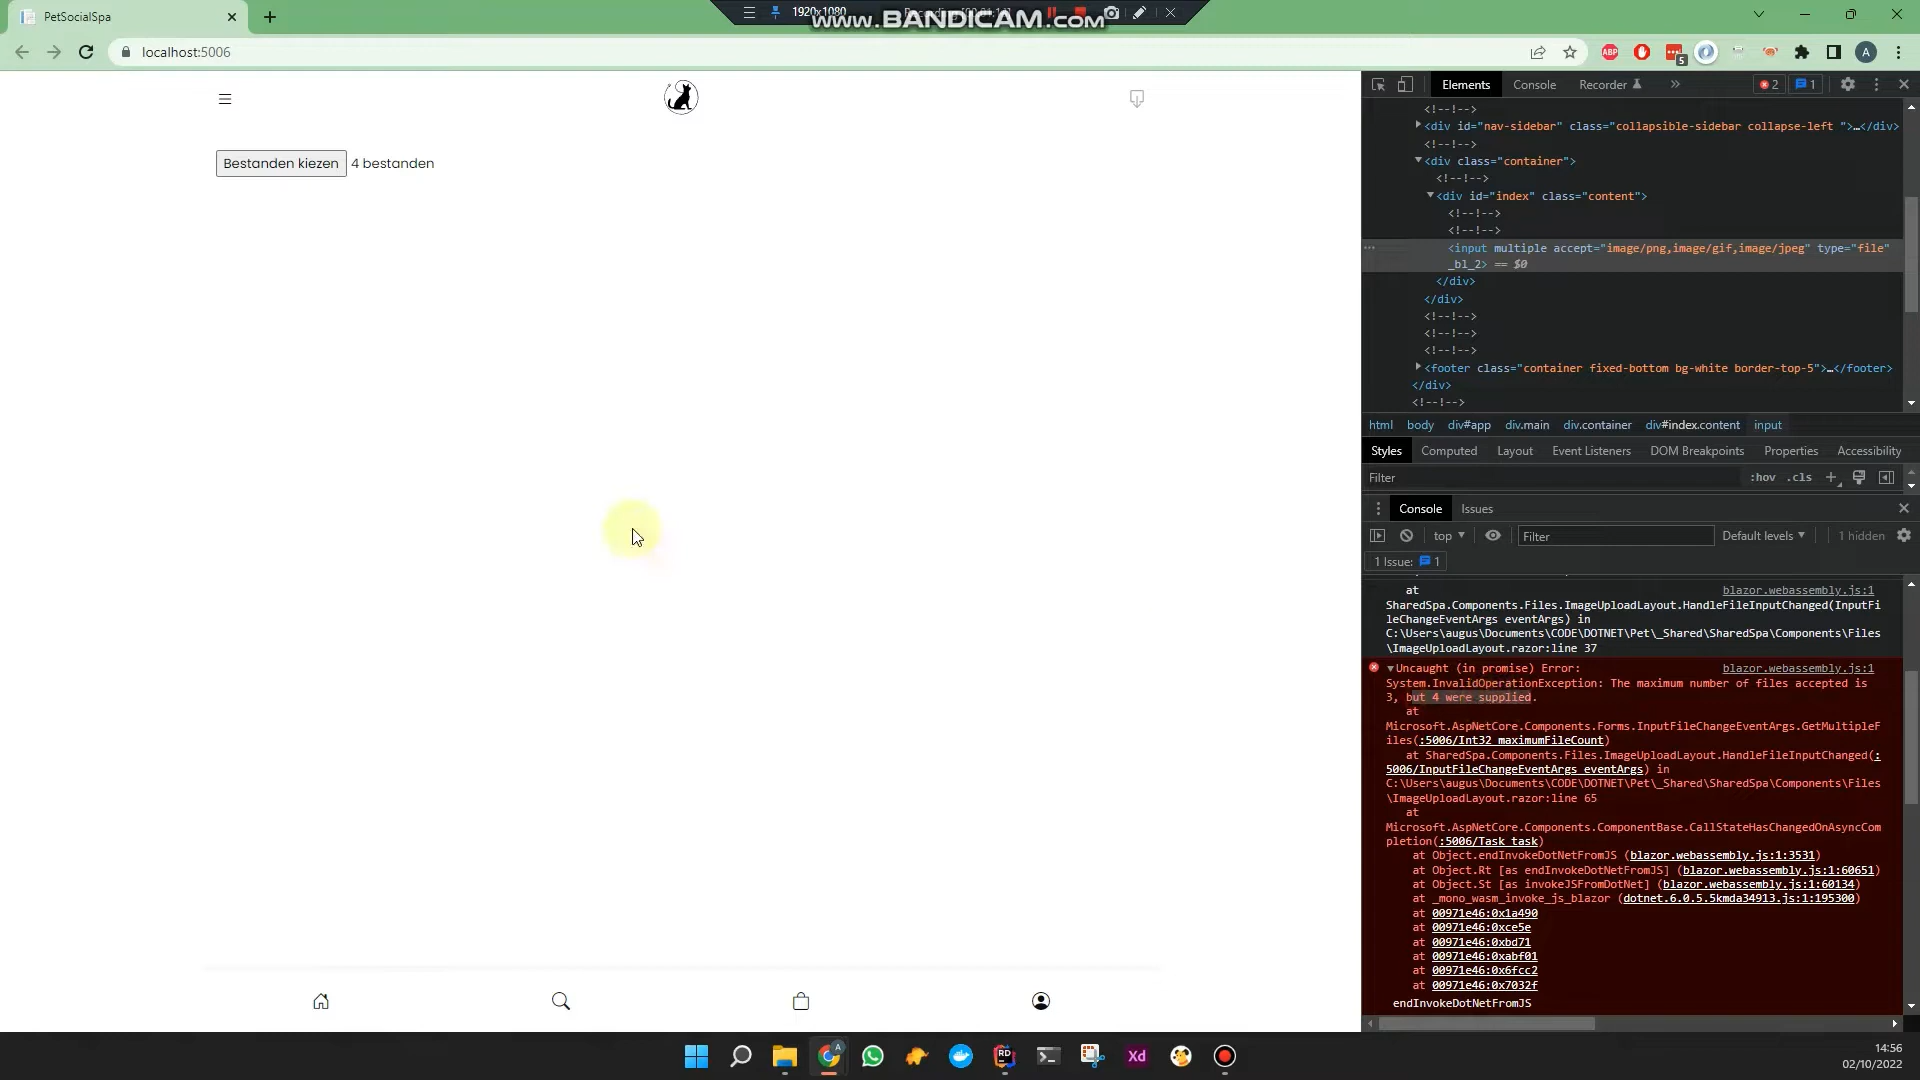 PetSocialSpa
1920x1080
www.BANDICAM.com
localhost:5006
ABP
5
A
Bestanden kiezen 4 bestanden
Elements
Console
Recorder
2
1
<!--!-->
<div id="nav-sidebar" class="collapsible-sidebar collapse-left ">…</div>
<!--!-->
<div class="container">
<!--!-->
<div id="index" class="content">
<!--!-->
<!--!-->
<input multiple accept="image/png,image/gif,image/jpeg" type="file"
_bl_2> == $0
</div>
</div>
<!--!-->
<!--!-->
<!--!-->
<footer class="container fixed-bottom bg-white border-top-5">…</footer>
</div>
<!--!-->
html body div#app div.main div.container div#index.content input
Styles Computed Layout Event Listeners DOM Breakpoints Properties Accessibility
Filter
:hov .cls
Console Issues
top
Filter
Default levels
1 hidden
1 Issue: 1
at blazor.webassembly.js:1
SharedSpa.Components.Files.ImageUploadLayout.HandleFileInputChanged(InputFi
leChangeEventArgs eventArgs) in
C:\Users\augus\Documents\CODE\DOTNET\Pet\_Shared\SharedSpa\Components\Files
\ImageUploadLayout.razor:line 37
Uncaught (in promise) Error: blazor.webassembly.js:1
System.InvalidOperationException: The maximum number of files accepted is
3, but 4 were supplied.
at
Microsoft.AspNetCore.Components.Forms.InputFileChangeEventArgs.GetMultipleF
iles(:5006/Int32 maximumFileCount)
at SharedSpa.Components.Files.ImageUploadLayout.HandleFileInputChanged(:
5006/InputFileChangeEventArgs eventArgs) in
C:\Users\augus\Documents\CODE\DOTNET\Pet\_Shared\SharedSpa\Components\Files
\ImageUploadLayout.razor:line 65
at
Microsoft.AspNetCore.Components.ComponentBase.CallStateHasChangedOnAsyncCom
pletion(:5006/Task task)
at Object.endInvokeDotNetFromJS (blazor.webassembly.js:1:3531)
at Object.Rt [as endInvokeDotNetFromJS] (blazor.webassembly.js:1:60651)
at Object.St [as invokeJSFromDotNet] (blazor.webassembly.js:1:60134)
at _mono_wasm_invoke_js_blazor (dotnet.6.0.5.5kmda34913.js:1:195300)
at 00971e46:0x1a490
at 00971e46:0xce5e
at 00971e46:0xbd71
at 00971e46:0xabf01
at 00971e46:0x6fcc2
at 00971e46:0x7032f
endInvokeDotNetFromJS
A
RD
Xd
14:56
02/10/2022